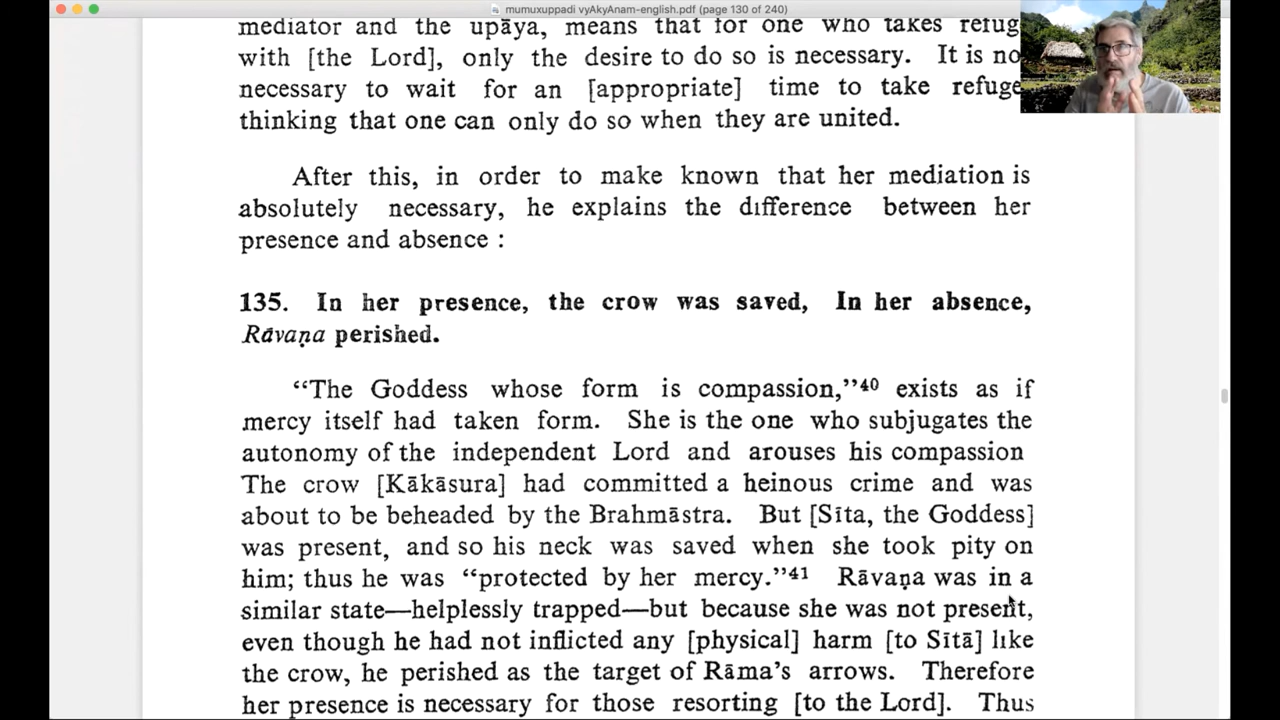 mumuxuppadi vyAkyAnam-english.pdf (page 130 of 240)
mediator and the upāya, means that for one who takes
with [the Lord], only the desire to do so is necessary. It is
necessary to wait for an [appropriate] time to take refuge
thinking that one can only do so when they are united.
After this, in order to make known that her mediation is
absolutely necessary, he explains the difference between her
presence and absence :
135. In her presence, the crow was saved, In her absence,
Rāvaṇa perished.
“The Goddess whose form is compassion,”40 exists as if
mercy itself had taken form. She is the one who subjugates the
autonomy of the independent Lord and arouses his compassion
The crow [Kākāsura] had committed a heinous crime and was
about to be beheaded by the Brahmāstra. But [Sīta, the Goddess]
was present, and so his neck was saved when she took pity on
him; thus he was “protected by her mercy.”41 Rāvaṇa was in a
similar state—helplessly trapped—but because she was not present,
even though he had not inflicted any [physical] harm [to Sītā] like
the crow, he perished as the target of Rāma’s arrows. Therefore
her presence is necessary for those resorting [to the Lord]. Thus